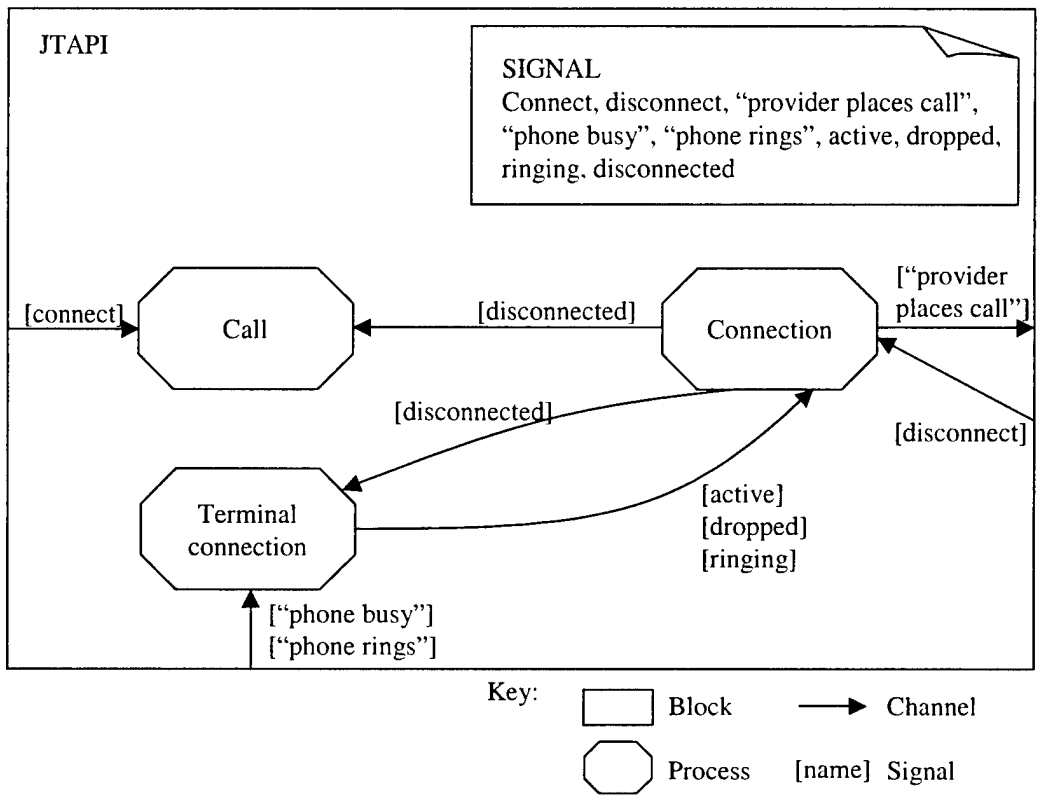 JTAPI
SIGNAL
Connect, disconnect, “provider places call”,
“phone busy”, “phone rings”, active, dropped,
ringing, disconnected
[“provider
places call”]
[connect]
Call
[disconnected]
Connection
[disconnected]
[disconnect]
Terminal
connection
[active]
[dropped]
[ringing]
[“phone busy”]
[“phone rings”]
Key:
Block
Channel
Process
[name] Signal